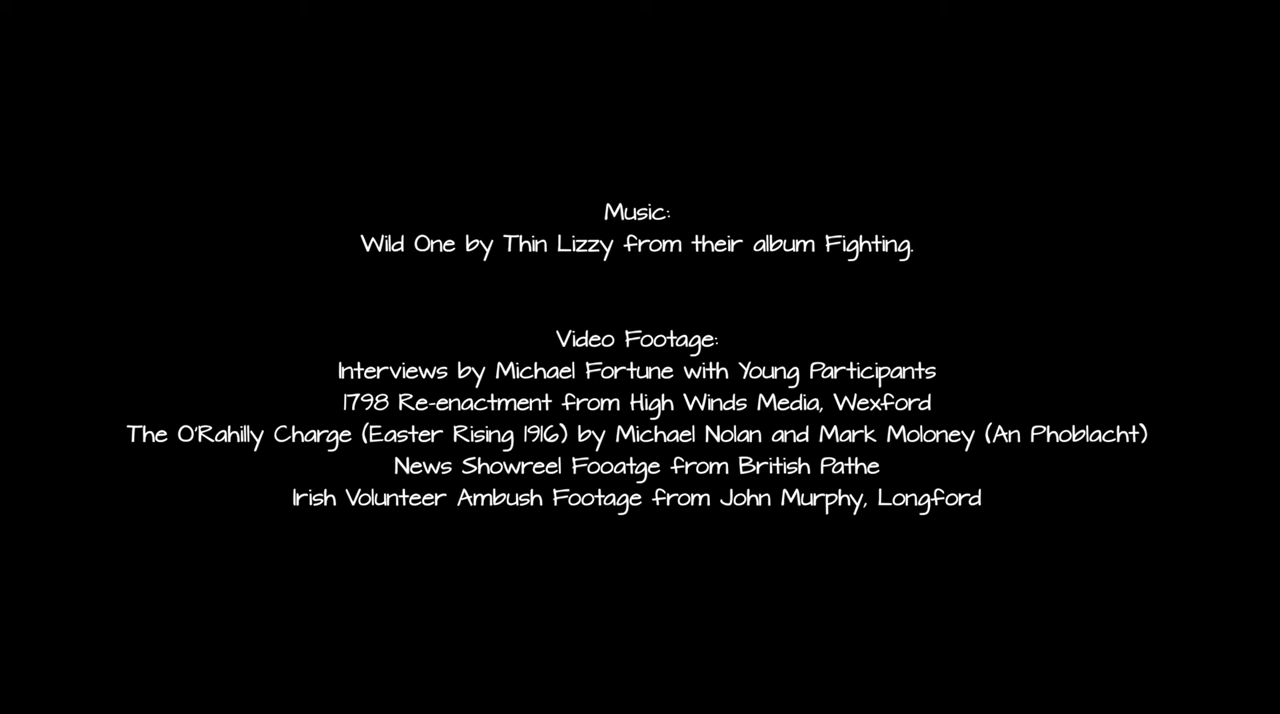 Music:
Wild One by Thin Lizzy from their album Fighting.
Video Footage:
Interviews by Michael Fortune with Young Participants
1798 Re-enactment from High Winds Media, Wexford
The O'Rahilly Charge (Easter Rising 1916) by Michael Nolan and Mark Moloney (An Phoblacht)
News Showreel Fooatge from British Pathe
Irish Volunteer Ambush Footage from John Murphy, Longford